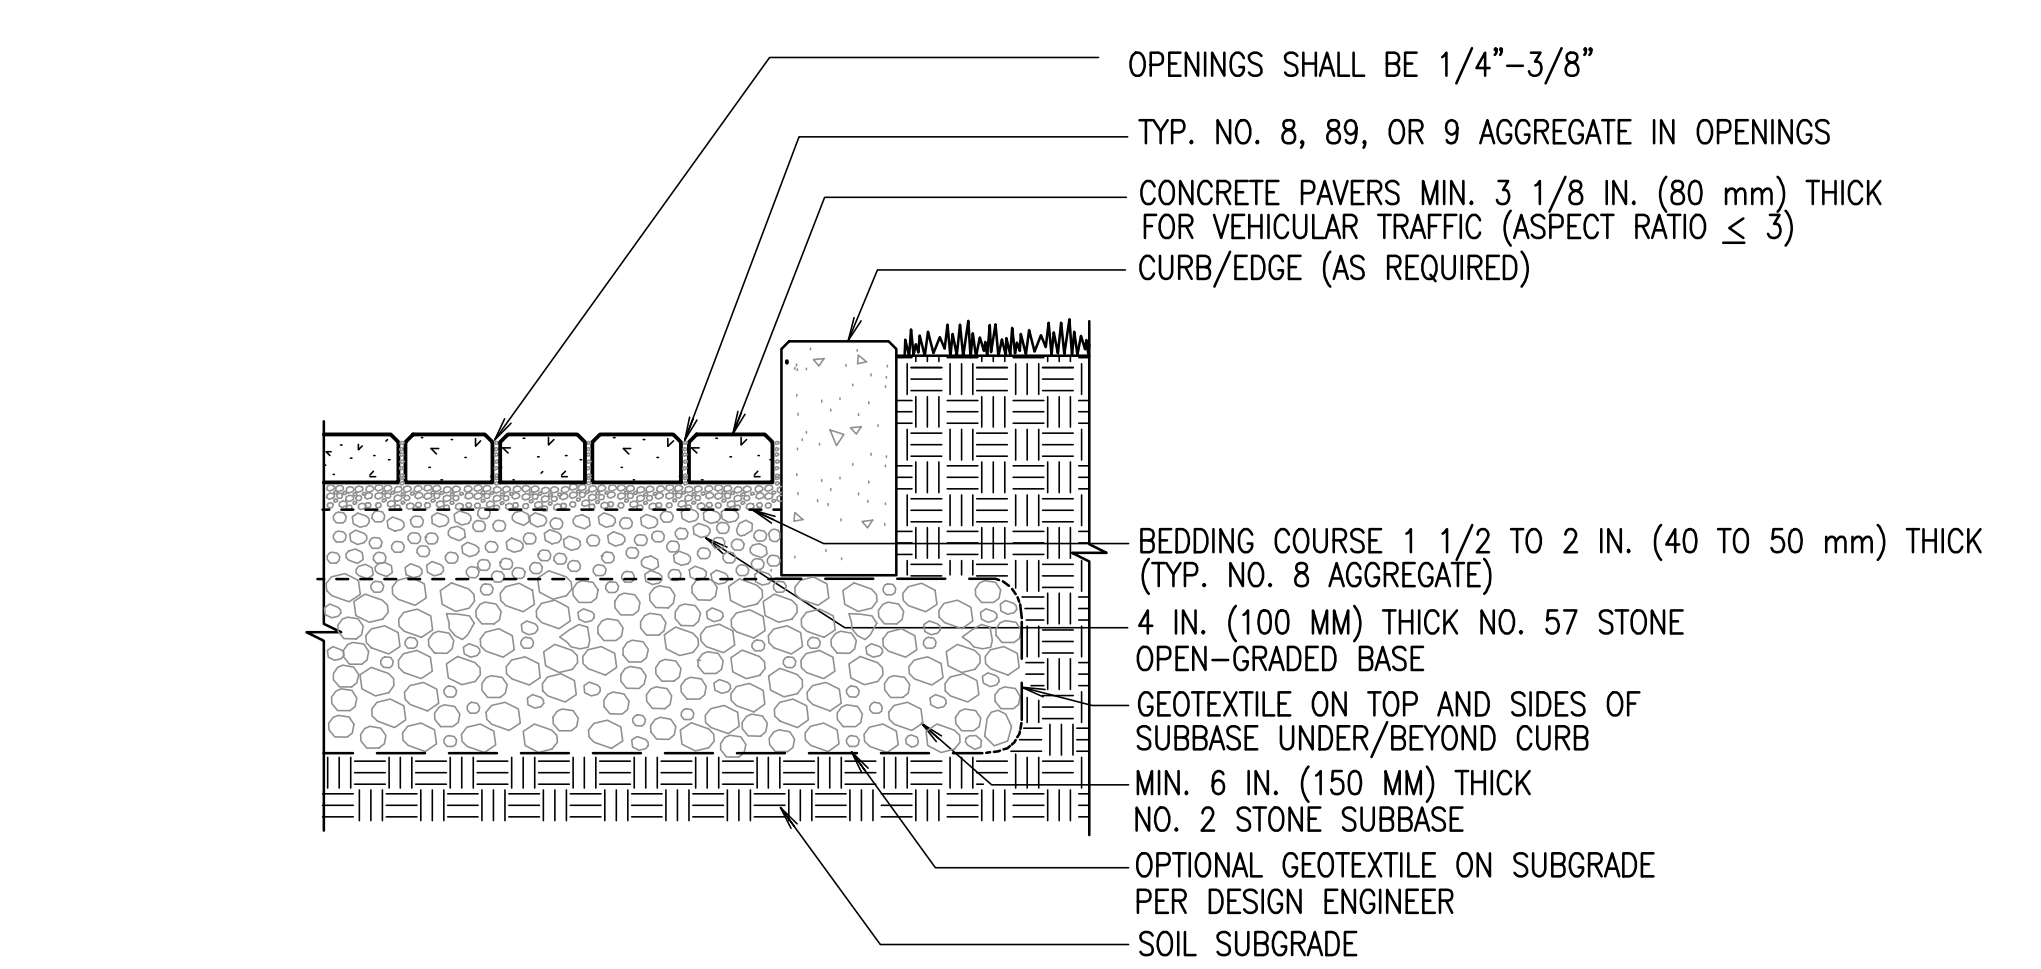 OPENINGS SHALL BE 1/4"-3/8"
TYP. NO. 8, 89, OR 9 AGGREGATE IN OPENINGS
CONCRETE PAVERS MIN. 3 1/8 IN. (80 mm) THICK
FOR VEHICULAR TRAFFIC (ASPECT RATIO ≤ 3)
CURB/EDGE (AS REQUIRED)
BEDDING COURSE 1 1/2 TO 2 IN. (40 TO 50 mm) THICK
(TYP. NO. 8 AGGREGATE)
4 IN. (100 MM) THICK NO. 57 STONE
OPEN-GRADED BASE
GEOTEXTILE ON TOP AND SIDES OF
SUBBASE UNDER/BEYOND CURB
MIN. 6 IN. (150 MM) THICK
NO. 2 STONE SUBBASE
OPTIONAL GEOTEXTILE ON SUBGRADE
PER DESIGN ENGINEER
SOIL SUBGRADE